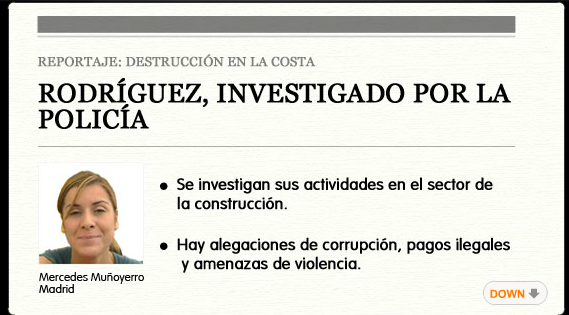 REPORTAJE: DESTRUCCIÓN EN LA COSTA
RODRÍGUEZ, INVESTIGADO POR LA
POLICÍA
• Se investigan sus actividades en el sector de
la construcción.
• Hay alegaciones de corrupción, pagos ilegales
y amenazas de violencia.
Mercedes Muñoyerro
Madrid
DOWN